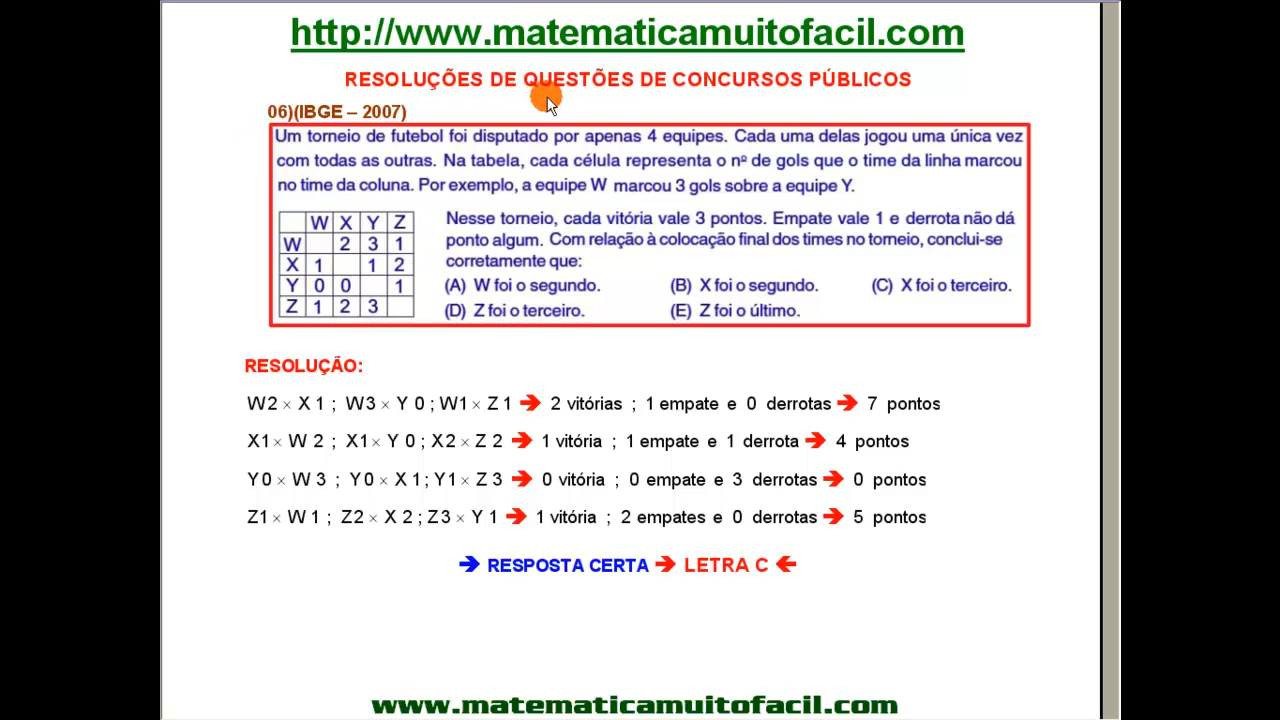 http://www.matematicamuitofacil.com
RESOLUÇÕES DE QUESTÕES DE CONCURSOS PÚBLICOS
06)(IBGE – 2007)
Um torneio de futebol foi disputado por apenas 4 equipes. Cada uma delas jogou uma única vez
com todas as outras. Na tabela, cada célula representa o nº de gols que o time da linha marcou
no time da coluna. Por exemplo, a equipe W marcou 3 gols sobre a equipe Y.
W X Y Z
W 2 3 1
X 1 1 2
Y 0 0 1
Z 1 2 3
Nesse torneio, cada vitória vale 3 pontos. Empate vale 1 e derrota não dá
ponto algum. Com relação à colocação final dos times no torneio, conclui-se
corretamente que:
(A) W foi o segundo. (B) X foi o segundo. (C) X foi o terceiro.
(D) Z foi o terceiro. (E) Z foi o último.
RESOLUÇÃO:
W2 × X 1 ; W3 × Y 0 ; W1 × Z 1 ➔ 2 vitórias ; 1 empate e 0 derrotas ➔ 7 pontos
X1 × W 2 ; X1 × Y 0 ; X2 × Z 2 ➔ 1 vitória ; 1 empate e 1 derrota ➔ 4 pontos
Y0 × W 3 ; Y0 × X 1 ; Y1 × Z 3 ➔ 0 vitória ; 0 empate e 3 derrotas ➔ 0 pontos
Z1 × W 1 ; Z2 × X 2 ; Z3 × Y 1 ➔ 1 vitória ; 2 empates e 0 derrotas ➔ 5 pontos
➔ RESPOSTA CERTA ➔ LETRA C 🡸
www.matematicamuitofacil.com